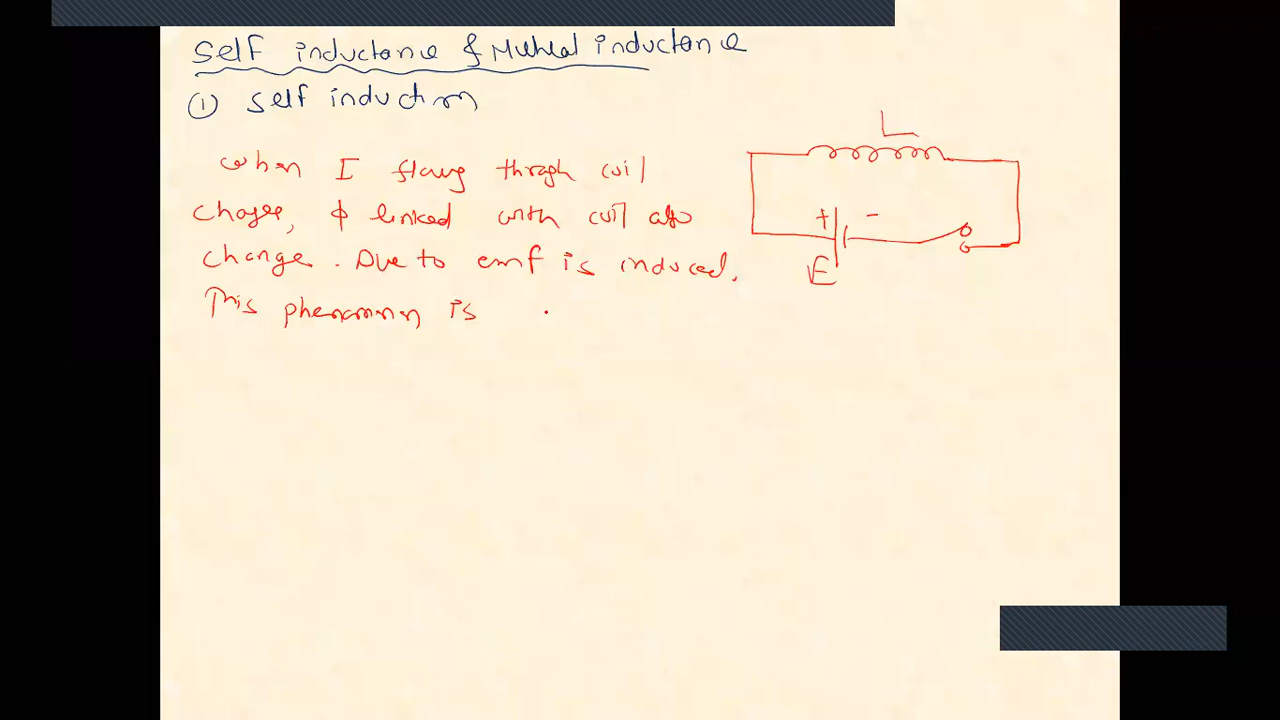 Self inductance & Mutual inductance
① Self induction
L
when I flowing through coil
changes, ϕ linked with coil also
+ -
change. Due to emf is induced.
E
This phenomenon is